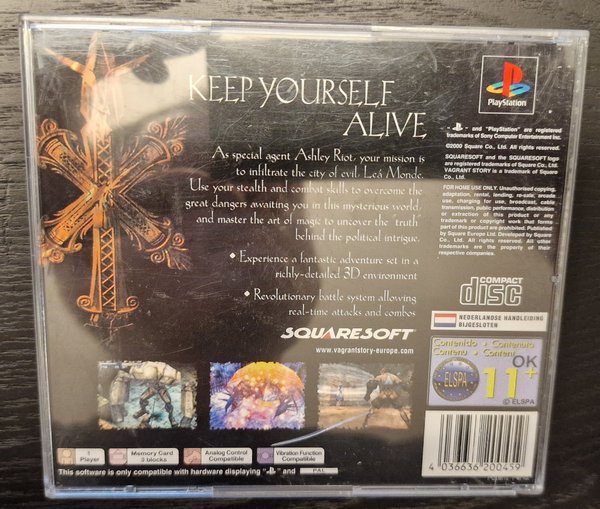 KEEP YOURSELF
ALIVE
As special agent Ashley Riot, your mission is
to infiltrate the city of evil, Leá Monde.
Use your stealth and combat skills to overcome the
great dangers awaiting you in this mysterious world,
and master the art of magic to uncover the "truth"
behind the political intrigue.
• Experience a fantastic adventure set in a
richly-detailed 3D environment
• Revolutionary battle system allowing
real-time attacks and combos
SQUARESOFT
www.vagrantstory-europe.com
PlayStation
" " and "PlayStation" are registered
trademarks of Sony Computer Entertainment Inc.
©2000 Square Co., Ltd. All rights reserved.
SQUARESOFT and the SQUARESOFT logo
are registered trademarks of Square Co., Ltd.
VAGRANT STORY is a trademark of Square
Co., Ltd.
FOR HOME USE ONLY. Unauthorised copying,
adaptation, rental, lending, re-sale, arcade
use, charging for use, broadcast, cable
transmission, public performance, distribution
or extraction of this product or any
trademark or copyright work that forms
part of this product are prohibited. Published
by Square Europe Ltd. Developed by Square
Co., Ltd. All rights reserved. All other
trademarks are the property of their
respective companies.
COMPACT
disc
NEDERLANDSE HANDLEIDING
BIJGESLOTEN
Contenido • Contenuto
Contenu • Content
OK
ELSPA
11+
© ELSPA
4 036636 200459
1
Player
Memory Card
3 blocks
Analog Control
Compatible
Vibration Function
Compatible
This software is only compatible with hardware displaying " " and PAL